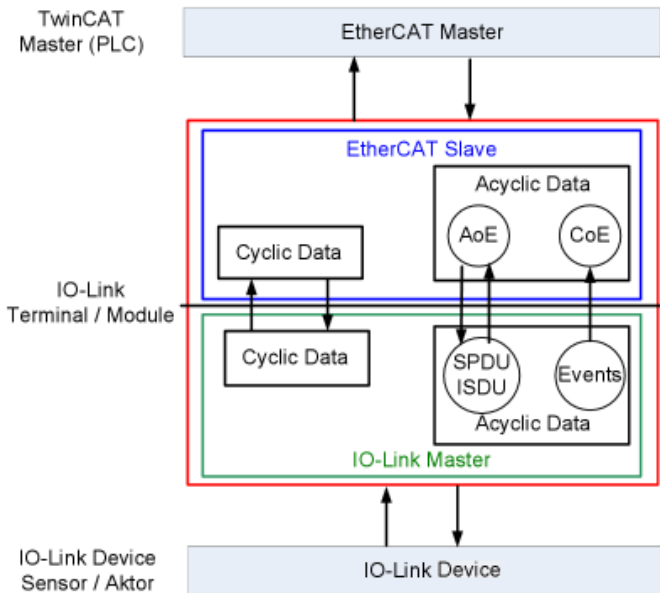 TwinCAT
Master (PLC)
EtherCAT Master
EtherCAT Slave
Acyclic Data
AoE
CoE
Cyclic Data
IO-Link
Terminal / Module
Cyclic Data
SPDU
ISDU
Events
Acyclic Data
IO-Link Master
IO-Link Device
Sensor / Aktor
IO-Link Device